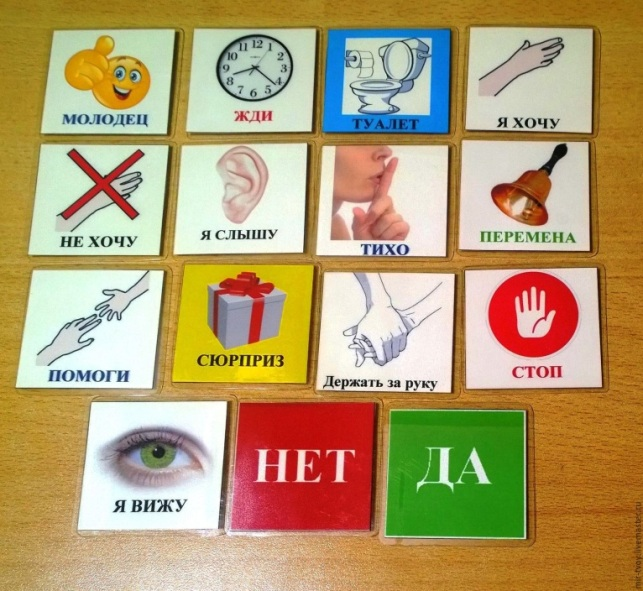 МОЛОДЕЦ
ЖДИ
ТУАЛЕТ
Я ХОЧУ
НЕ ХОЧУ
Я СЛЫШУ
ТИХО
ПЕРЕМЕНА
ПОМОГИ
СЮРПРИЗ
Держать за руку
СТОП
Я ВИЖУ
НЕТ
ДА